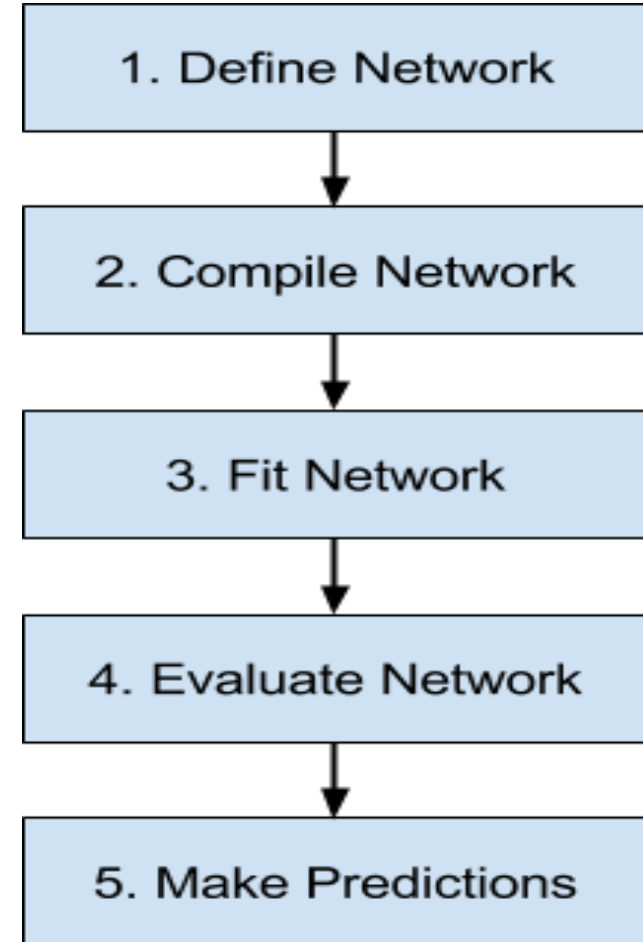 1. Define Network
2. Compile Network
3. Fit Network
4. Evaluate Network
5. Make Predictions